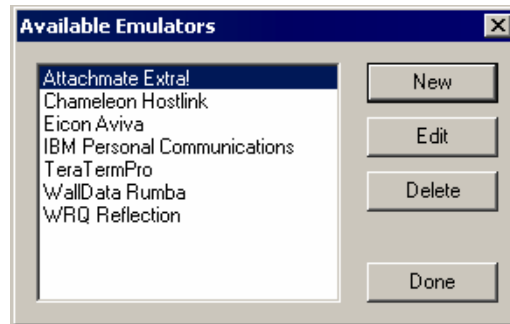 Available Emulators
Attachmate Extra!
Chameleon Hostlink
Eicon Aviva
IBM Personal Communications
TeraTermPro
WallData Rumba
WRQ Reflection
New
Edit
Delete
Done